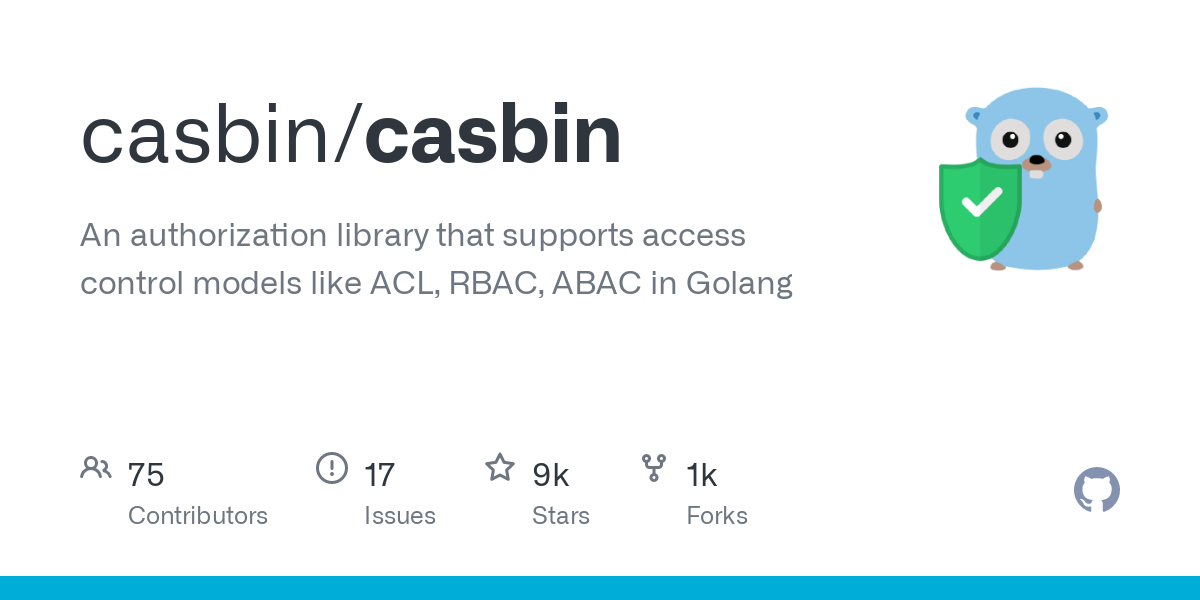 casbin/casbin
An authorization library that supports access
control models like ACL, RBAC, ABAC in Golang
75 17 9k 1k
Contributors Issues Stars Forks